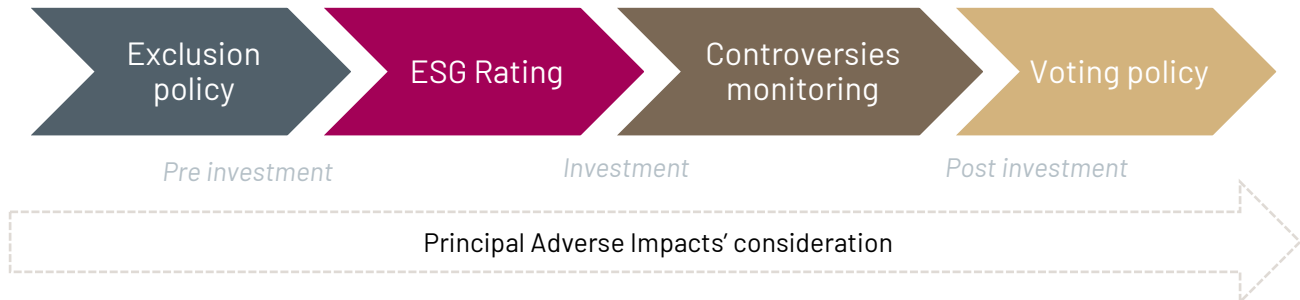 Exclusion
policy
ESG Rating
Controversies
monitoring
Voting policy
Pre investment
Investment
Post investment
Principal Adverse Impacts’ consideration